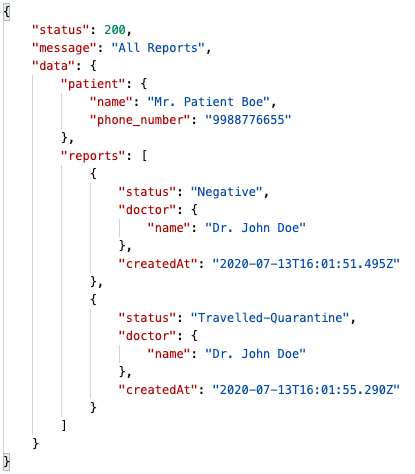 {
    "status": 200,
    "message": "All Reports",
    "data": {
        "patient": {
            "name": "Mr. Patient Boe",
            "phone_number": "9988776655"
        },
        "reports": [
            {
                "status": "Negative",
                "doctor": {
                    "name": "Dr. John Doe"
                },
                "createdAt": "2020-07-13T16:01:51.495Z"
            },
            {
                "status": "Travelled-Quarantine",
                "doctor": {
                    "name": "Dr. John Doe"
                },
                "createdAt": "2020-07-13T16:01:55.290Z"
            }
        ]
    }
}